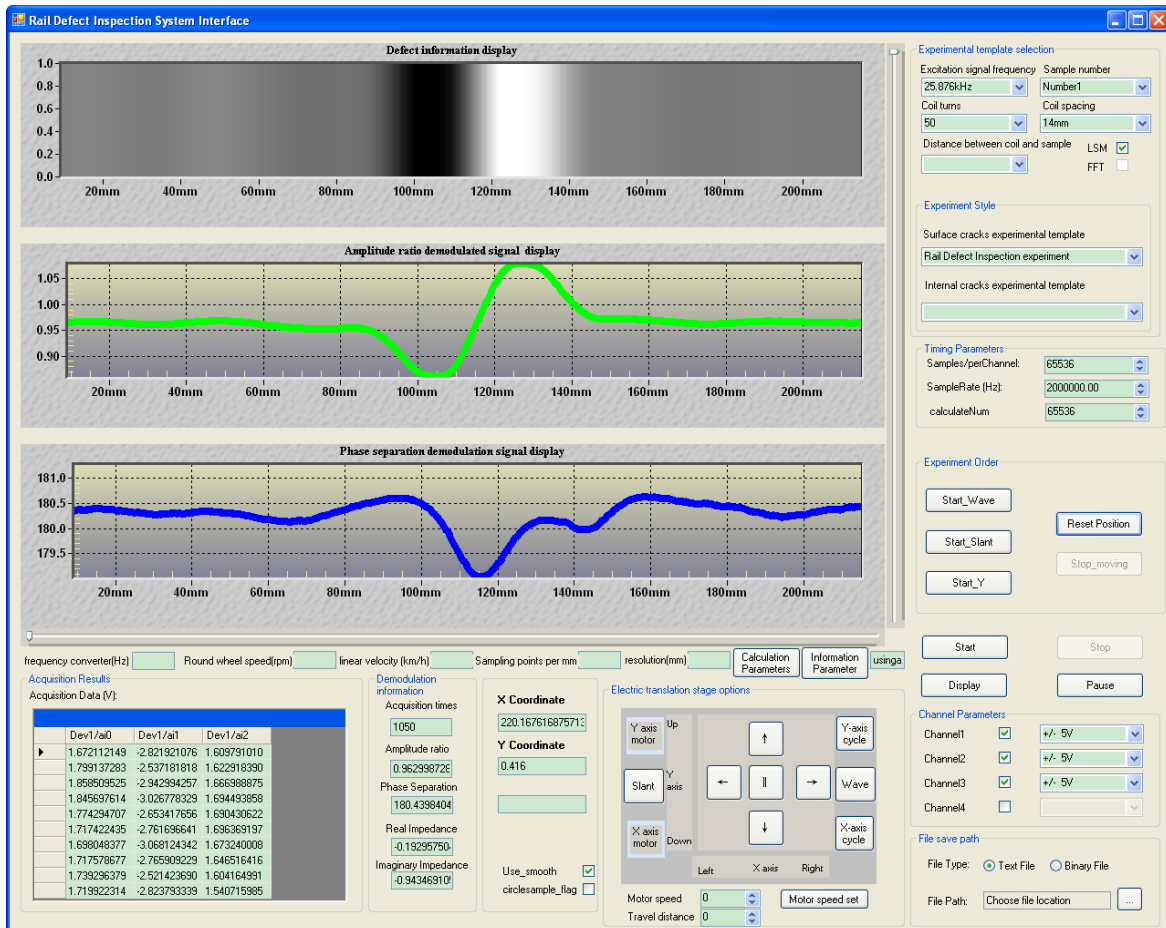 Rail Defect Inspection System Interface
Defect information display
1.0
0.8
0.6
0.4
0.2
0.0
20mm 40mm 60mm 80mm 100mm 120mm 140mm 160mm 180mm 200mm
Amplitude ratio demodulated signal display
1.05
1.00
0.95
0.90
20mm 40mm 60mm 80mm 100mm 120mm 140mm 160mm 180mm 200mm
Phase separation demodulation signal display
181.0
180.5
180.0
179.5
20mm 40mm 60mm 80mm 100mm 120mm 140mm 160mm 180mm 200mm
frequency converter(Hz) Round wheel speed(rpm) linear velocity (km/h) Sampling points per mm resolution(mm)
Calculation
Parameters
Information
Parameter
usinga
Acquisition Results
Acquisition Data (V):
Dev1/ai0 Dev1/ai1 Dev1/ai2
1.672112149 -2.821921076 1.609791010
1.799137283 -2.537181818 1.622918390
1.858509525 -2.942994257 1.666988875
1.845697614 -3.026778329 1.694493858
1.774294707 -2.653417656 1.690430622
1.717422435 -2.761696641 1.696369197
1.698048377 -3.068124342 1.673240008
1.717578677 -2.765909229 1.646516416
1.739296379 -2.521423690 1.604164991
1.719922314 -2.823793339 1.540715985
Demodulation
information
Acquisition times
1050
Amplitude ratio
0.962998726
Phase Separation
180.4398404
Real Impedance
-0.19295750
Imaginary Impedance
-0.9434691
X Coordinate
220.167616875713
Y Coordinate
0.416
Use_smooth
circlesample_flag
Electric translation stage options
Y axis
motor
Up
Slant
Y
axis
X axis
motor
Down
↑
← || →
↓
Y-axis
cycle
Wave
X-axis
cycle
Left X axis Right
Motor speed 0
Motor speed set
Travel distance 0
Experimental template selection
Excitation signal frequency Sample number
25.876kHz Number1
Coil turns Coil spacing
50 14mm
Distance between coil and sample
LSM
FFT
Experiment Style
Surface cracks experimental template
Rail Defect Inspection experiment
Internal cracks experimental template
Timing Parameters
Samples/perChannel: 65536
SampleRate (Hz): 2000000.00
calculateNum 65536
Experiment Order
Start_Wave
Reset Position
Start_Slant
Stop_moving
Start_Y
Start Stop
Display Pause
Channel Parameters
Channel1 +/- 5V
Channel2 +/- 5V
Channel3 +/- 5V
Channel4
File save path
File Type: Text File Binary File
File Path: Choose file location ...